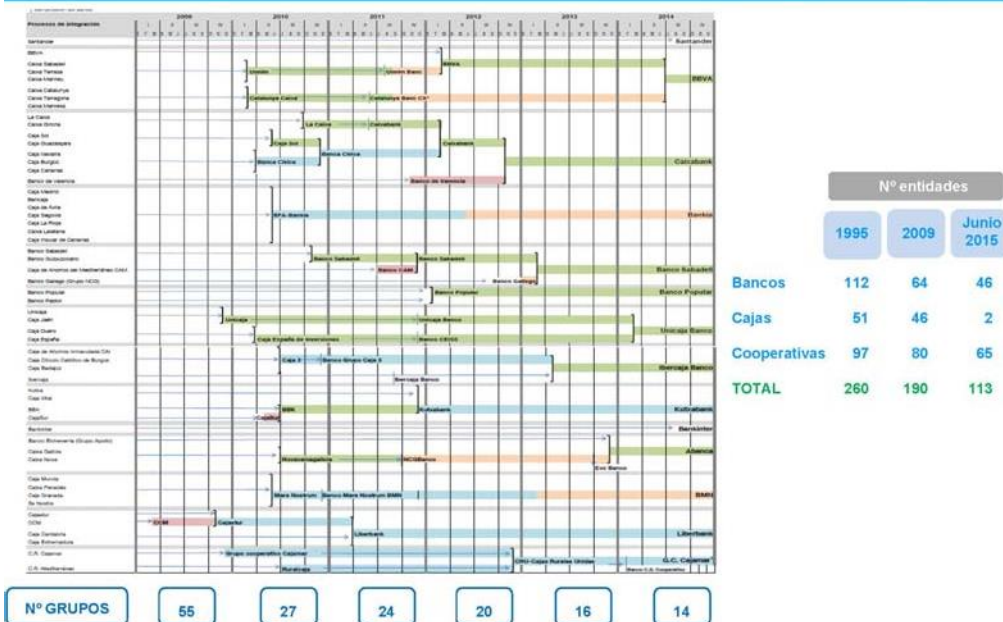 2009 2010 2011 2012 2013 2014
Procesos de integración
Santander Santander
BBVA
Caixa Sabadell BBVA
Caixa Terrassa Unnim Unnim Banc
Caixa Manlleu BBVA
Caixa Catalunya
Caixa Tarragona Catalunya Caixa Catalunya Banc
Caixa Manresa
La Caixa
Caixa Girona La Caixa Caixabank
Caja Sol
Caja Guadalajara Caja Sol Caixabank
Caja Navarra Banca Cívica
Caja Burgos Banca Cívica Caixabank
Caja Canarias
Banco de Valencia Banco de Valencia
Caja Madrid
Bancaja
Caja de Ávila
Caja Segovia BFA-Bankia Bankia
Caja La Rioja
Caixa Laietana
Caja Insular de Canarias
Banco Sabadell
Banco Guipuzcoano Banco Sabadell Banco Sabadell
Caja de Ahorros del Mediterráneo CAM Banco CAM Banco Sabadell
Banco Gallego (Grupo NCG) Banco Gallego
Banco Popular Banco Popular Banco Popular
Banco Pastor
Unicaja
Caja Jaén Unicaja Unicaja Banco
Caja Duero Unicaja Banco
Caja España Caja España de Inversiones Banco CEISS
Caja de Ahorros Inmaculada CAI
Caja Círculo Católico de Burgos Caja 3 Banco Grupo Caja 3
Caja Badajoz Ibercaja Banco
Ibercaja Ibercaja Banco
Kutxa
Caja Vital
BBK BBK Kutxabank Kutxabank
CajaSur CajaSur
Bankinter Bankinter
Banco Etcheverría (Grupo Apolo)
Caixa Galicia Abanca
Caixa Nova Novacaixagalicia NCG Banco
Evo Banco
Caja Murcia
Caixa Penedès
Caja Granada Mare Nostrum Banco Mare Nostrum BMN BMN
Sa Nostra
Cajastur
CCM CCM Cajastur
Caja Cantabria Liberbank Liberbank
Caja Extremadura
C.R. Cajamar Grupo cooperativo Cajamar
CRU-Cajas Rurales Unidas G.C. Cajamar
C.R. Mediterráneo Ruralcaja
Nº entidades
1995 2009 Junio 2015
Bancos 112 64 46
Cajas 51 46 2
Cooperativas 97 80 65
TOTAL 260 190 113
Nº GRUPOS 55 27 24 20 16 14